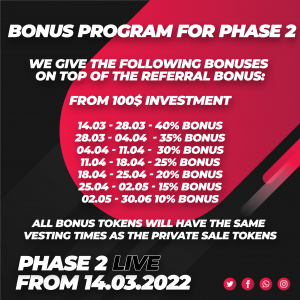 BONUS PROGRAM FOR PHASE 2
WE GIVE THE FOLLOWING BONUSES
ON TOP OF THE REFERRAL BONUS:
FROM 100$ INVESTMENT
14.03 - 28.03 - 40% BONUS
28.03 - 04.04 - 35% BONUS
04.04 - 11.04 - 30% BONUS
11.04 - 18.04 - 25% BONUS
18.04 - 25.04 - 20% BONUS
25.04 - 02.05 - 15% BONUS
02.05 - 30.06 10% BONUS
ALL BONUS TOKENS WILL HAVE THE SAME
VESTING TIMES AS THE PRIVATE SALE TOKENS
PHASE 2 LIVE
FROM 14.03.2022